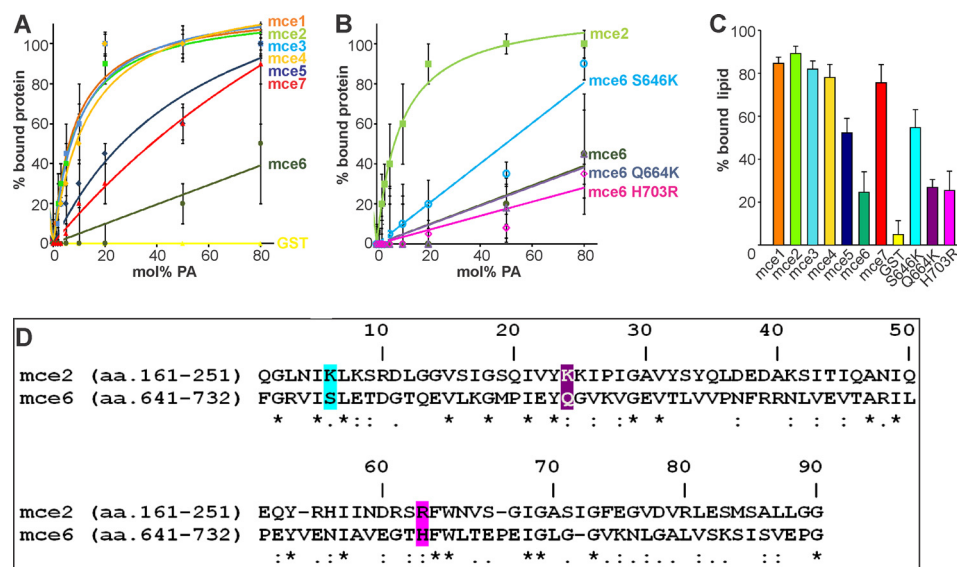 A
% bound protein
100
80
60
40
20
0
0 20 40 60 80
mol% PA
mce1
mce2
mce3
mce4
mce5
mce7
mce6
GST
B
% bound protein
100
80
60
40
20
0
0 20 40 60 80
mol% PA
mce2
mce6 S646K
mce6
mce6 Q664K
mce6 H703R
C
% bound lipid
100
80
60
40
20
0
mce1 mce2 mce3 mce4 mce5 mce6 mce7 GST S646K Q664K H703R
D
10 20 30 40 50
mce2 (aa.161-251) QGLNIKLKSRDLGGVSIGSQIVYKKIPIGAVYSYQLDEDAKSITIQANIQ
mce6 (aa.641-732) FGRVISLETDGTQEVLKGMPIEYQGVKVGEVTLVVPNFRRNLVEVTARIL
60 70 80 90
mce2 (aa.161-251) EQY-RHIINDRSRFWNVS-GIGASIGFEGVDVRLESMSALLGG
mce6 (aa.641-732) PEYVENIAVEGTHFWLTEPEIGLG-GVKNLGALVSKSISVEPG